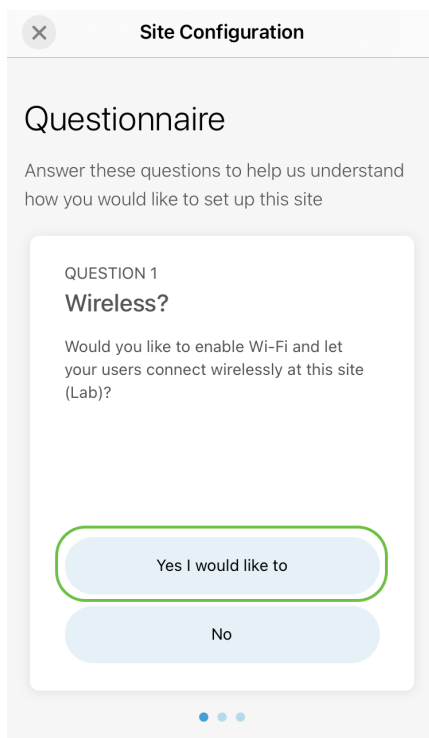 Site Configuration
Questionnaire
Answer these questions to help us understand
how you would like to set up this site
QUESTION 1
Wireless?
Would you like to enable Wi-Fi and let
your users connect wirelessly at this site
(Lab)?
Yes I would like to
No